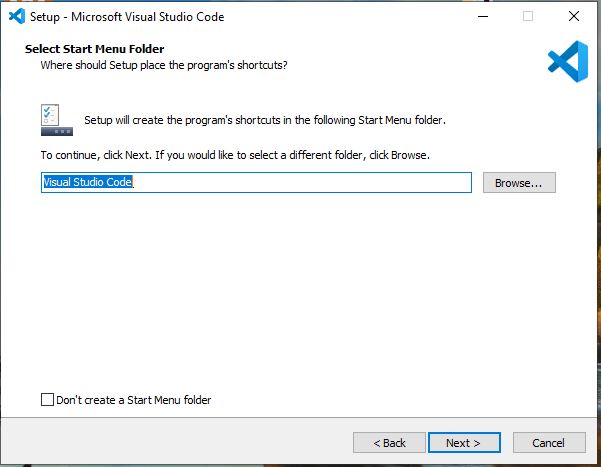 Setup - Microsoft Visual Studio Code
Select Start Menu Folder
Where should Setup place the program's shortcuts?
Setup will create the program's shortcuts in the following Start Menu folder.
To continue, click Next. If you would like to select a different folder, click Browse.
Visual Studio Code
Browse...
Don't create a Start Menu folder
< Back
Next >
Cancel